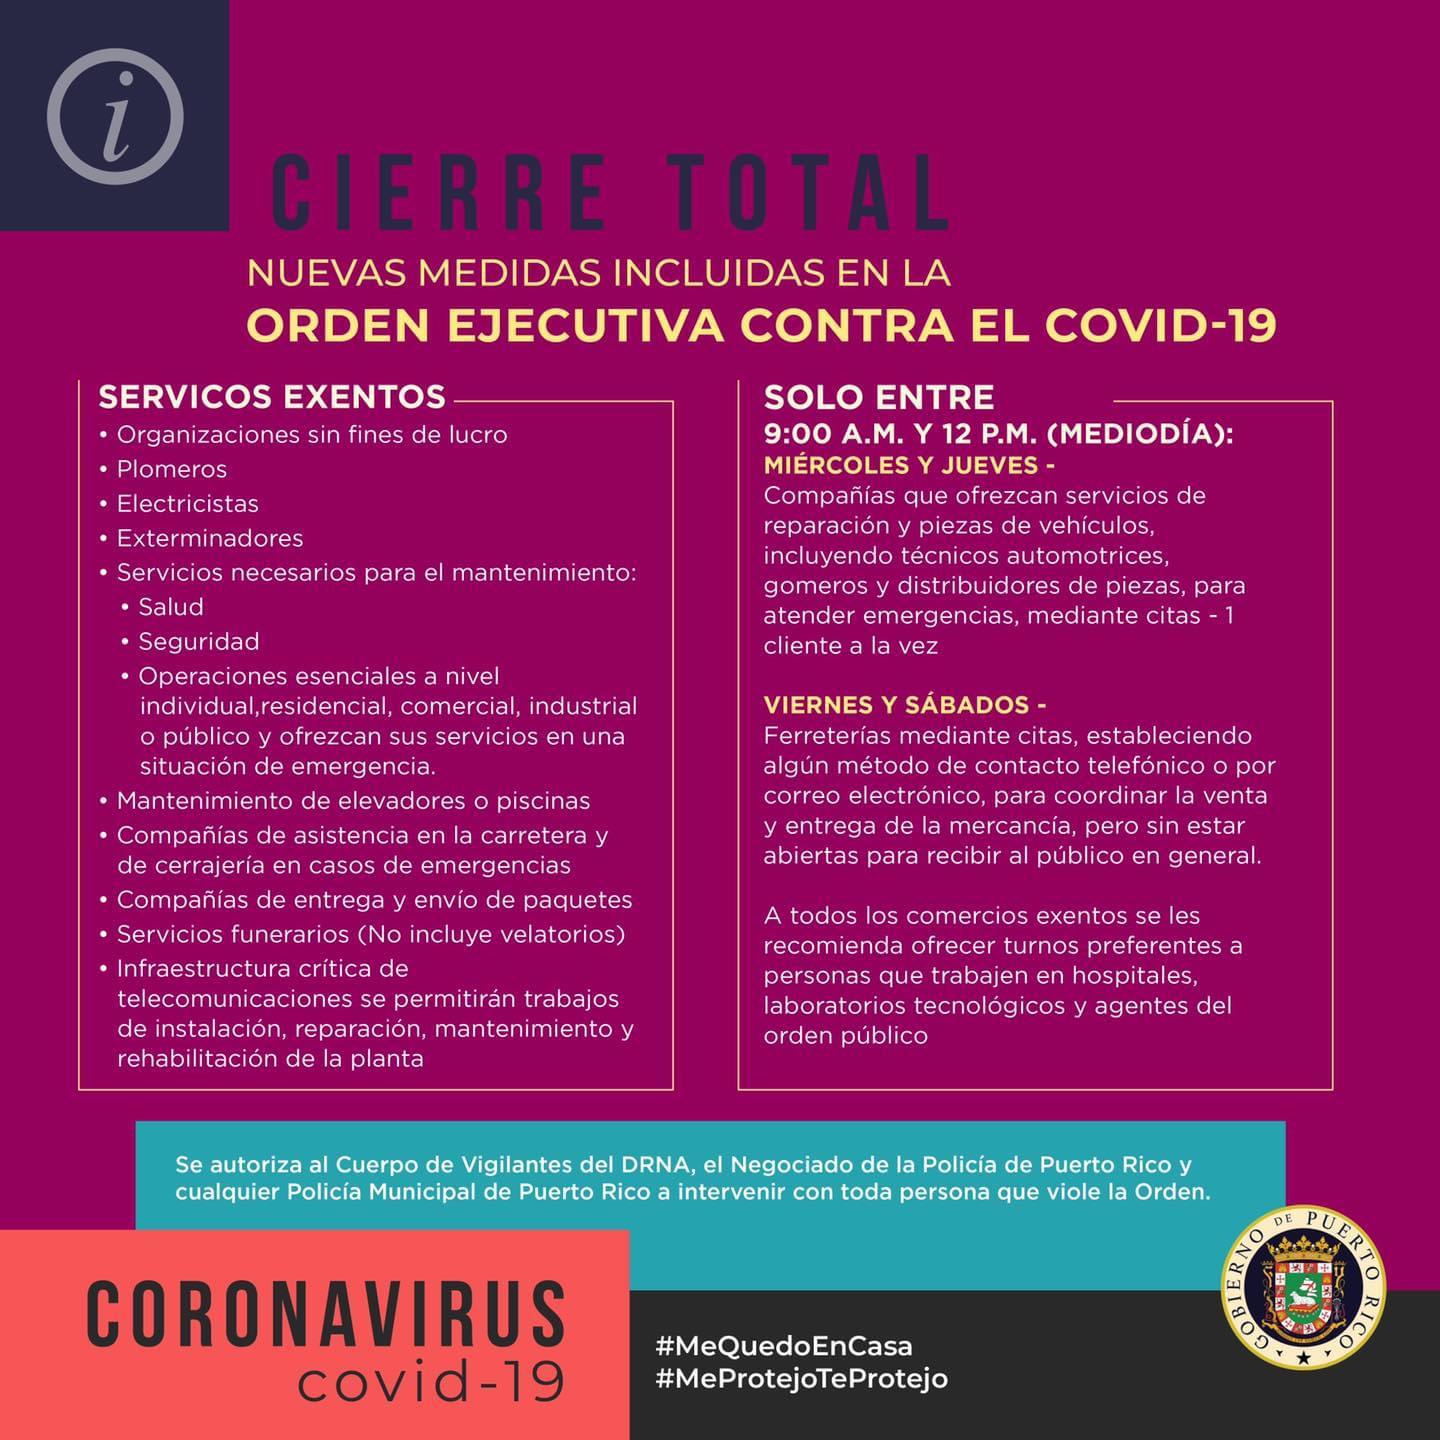 i
CIERRE TOTAL
NUEVAS MEDIDAS INCLUIDAS EN LA
ORDEN EJECUTIVA CONTRA EL COVID-19
SERVICOS EXENTOS
• Organizaciones sin fines de lucro
• Plomeros
• Electricistas
• Exterminadores
• Servicios necesarios para el mantenimiento:
• Salud
• Seguridad
• Operaciones esenciales a nivel
individual,residencial, comercial, industrial
o público y ofrezcan sus servicios en una
situación de emergencia.
• Mantenimiento de elevadores o piscinas
• Compañías de asistencia en la carretera y
de cerrajería en casos de emergencias
• Compañías de entrega y envío de paquetes
• Servicios funerarios (No incluye velatorios)
• Infraestructura crítica de
telecomunicaciones se permitirán trabajos
de instalación, reparación, mantenimiento y
rehabilitación de la planta
SOLO ENTRE
9:00 A.M. Y 12 P.M. (MEDIODÍA):
MIÉRCOLES Y JUEVES -
Compañías que ofrezcan servicios de
reparación y piezas de vehículos,
incluyendo técnicos automotrices,
gomeros y distribuidores de piezas, para
atender emergencias, mediante citas - 1
cliente a la vez
VIERNES Y SÁBADOS -
Ferreterías mediante citas, estableciendo
algún método de contacto telefónico o por
correo electrónico, para coordinar la venta
y entrega de la mercancía, pero sin estar
abiertas para recibir al público en general.
A todos los comercios exentos se les
recomienda ofrecer turnos preferentes a
personas que trabajen en hospitales,
laboratorios tecnológicos y agentes del
orden público
Se autoriza al Cuerpo de Vigilantes del DRNA, el Negociado de la Policía de Puerto Rico y
cualquier Policía Municipal de Puerto Rico a intervenir con toda persona que viole la Orden.
CORONAVIRUS
covid-19
#MeQuedoEnCasa
#MeProtejoTeProtejo
GOBIERNO DE PUERTO RICO